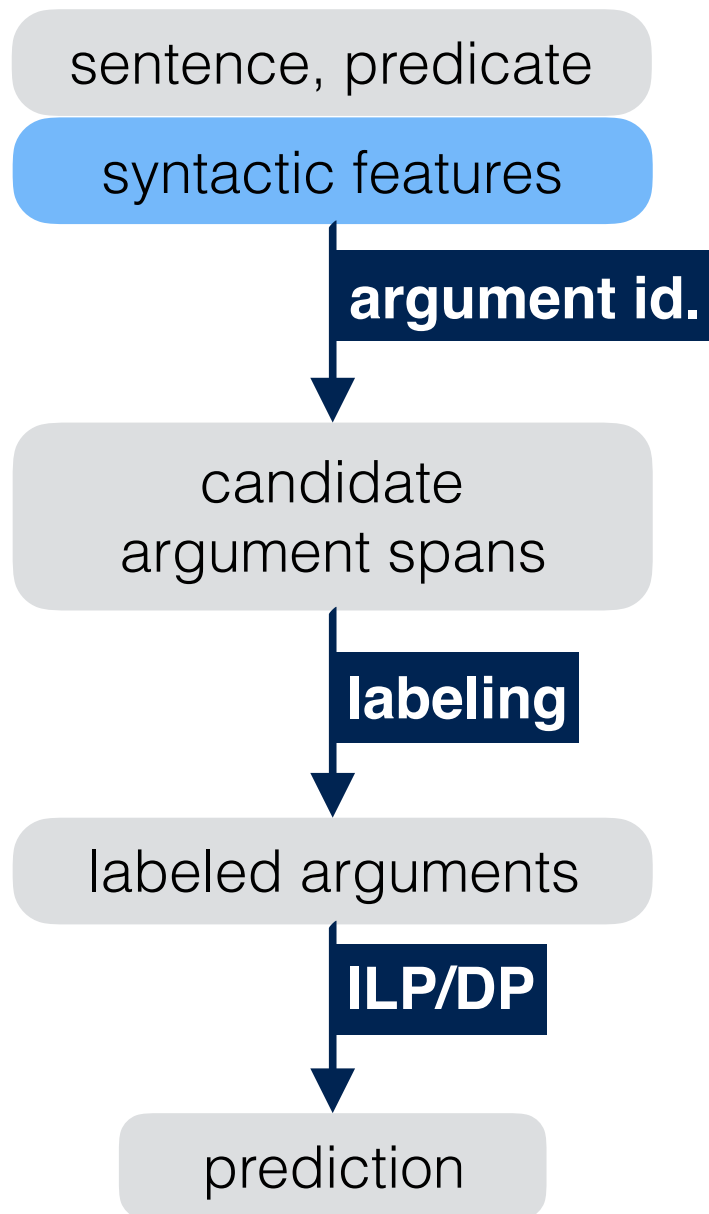 sentence, predicate
syntactic features
argument id.
candidate
argument spans
labeling
labeled arguments
ILP/DP
prediction